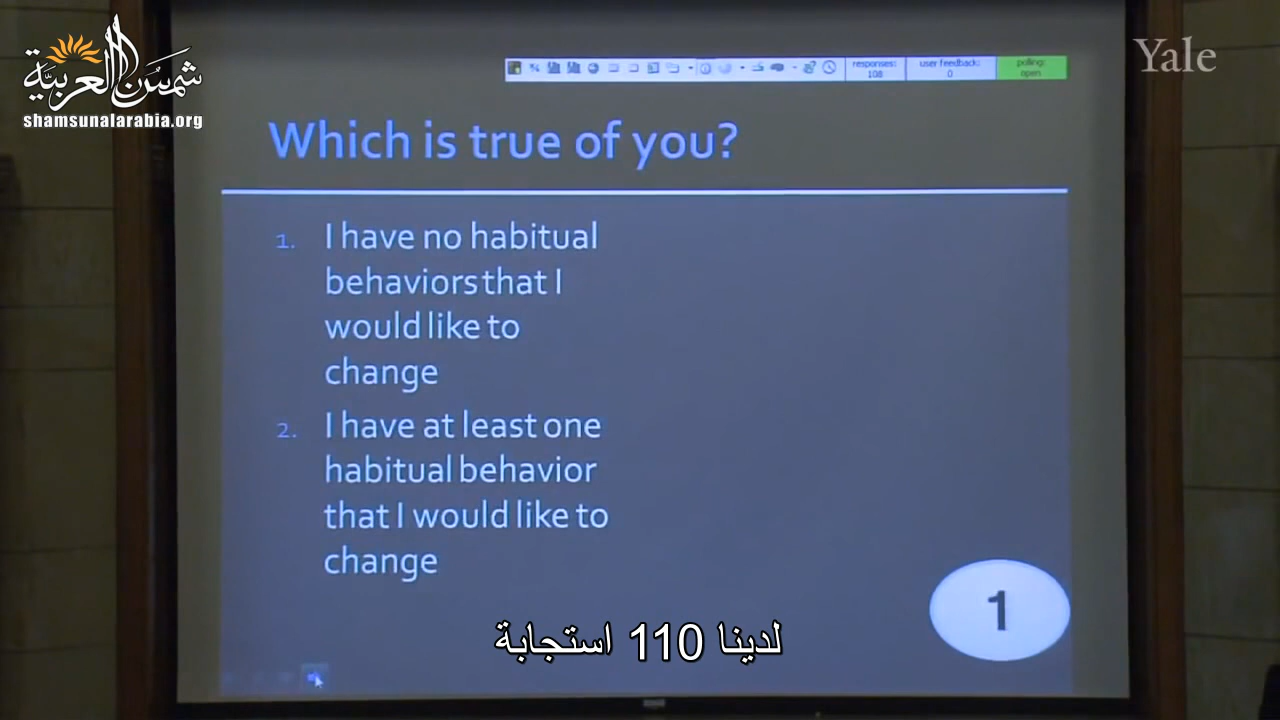 شمس العربية
shamsunalarabia.org
Yale
responses:
108
user feedback:
0
polling:
open
Which is true of you?
1. I have no habitual
behaviors that I
would like to
change
2. I have at least one
habitual behavior
that I would like to
change
1
لدينا 110 استجابة